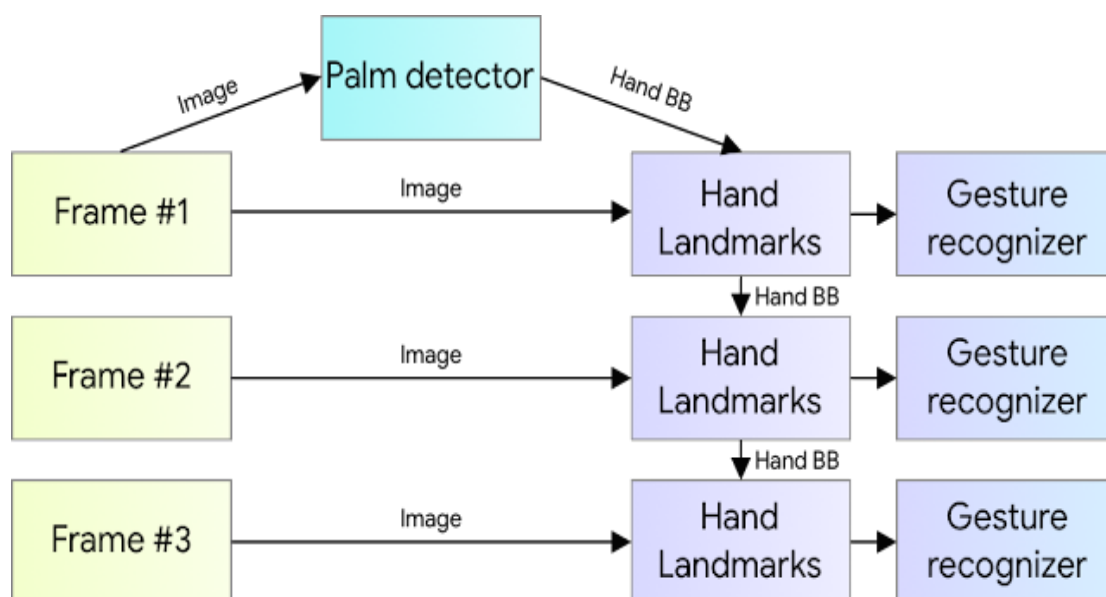 Palm detector
Image
Hand BB
Frame #1
Image
Hand
Landmarks
Gesture
recognizer
Hand BB
Frame #2
Image
Hand
Landmarks
Gesture
recognizer
Hand BB
Frame #3
Image
Hand
Landmarks
Gesture
recognizer